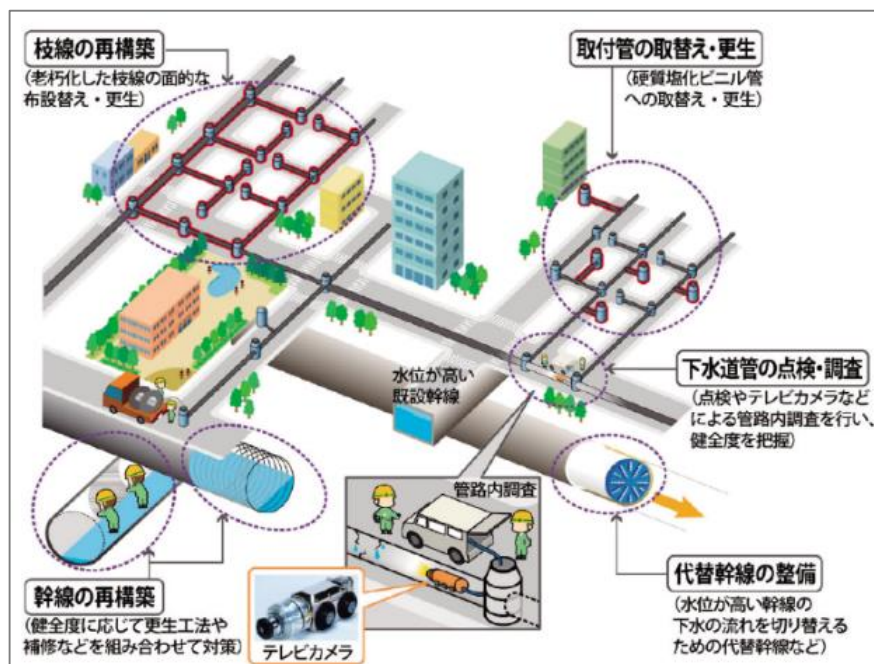 枝線の再構築
(老朽化した枝線の面的な
布設替え・更生)
取付管の取替え・更生
(硬質塩化ビニル管
への取替え・更生)
水位が高い
既設幹線
下水道管の点検・調査
(点検やテレビカメラなど
による管路内調査を行い、
健全度を把握)
管路内調査
幹線の再構築
(健全度に応じて更生工法や
補修などを組み合わせて対策)
テレビカメラ
代替幹線の整備
(水位が高い幹線の
下水の流れを切り替える
ための代替幹線など)